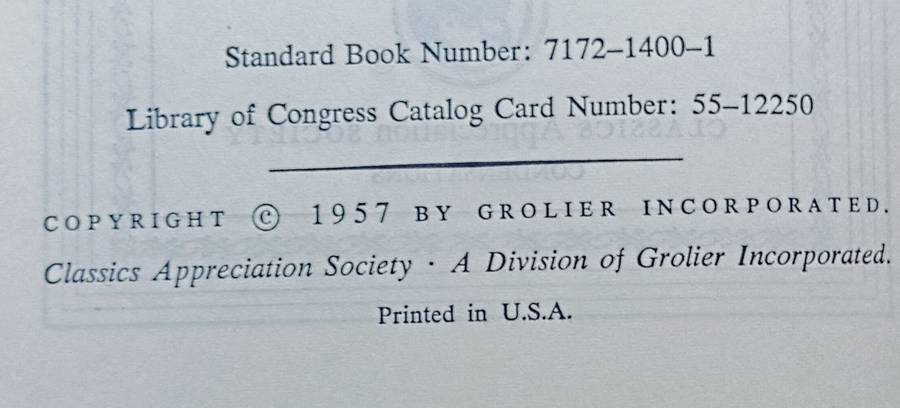 Standard Book Number: 7172–1400–1
Library of Congress Catalog Card Number: 55–12250
COPYRIGHT © 1957 BY GROLIER INCORPORATED.
Classics Appreciation Society · A Division of Grolier Incorporated.
Printed in U.S.A.